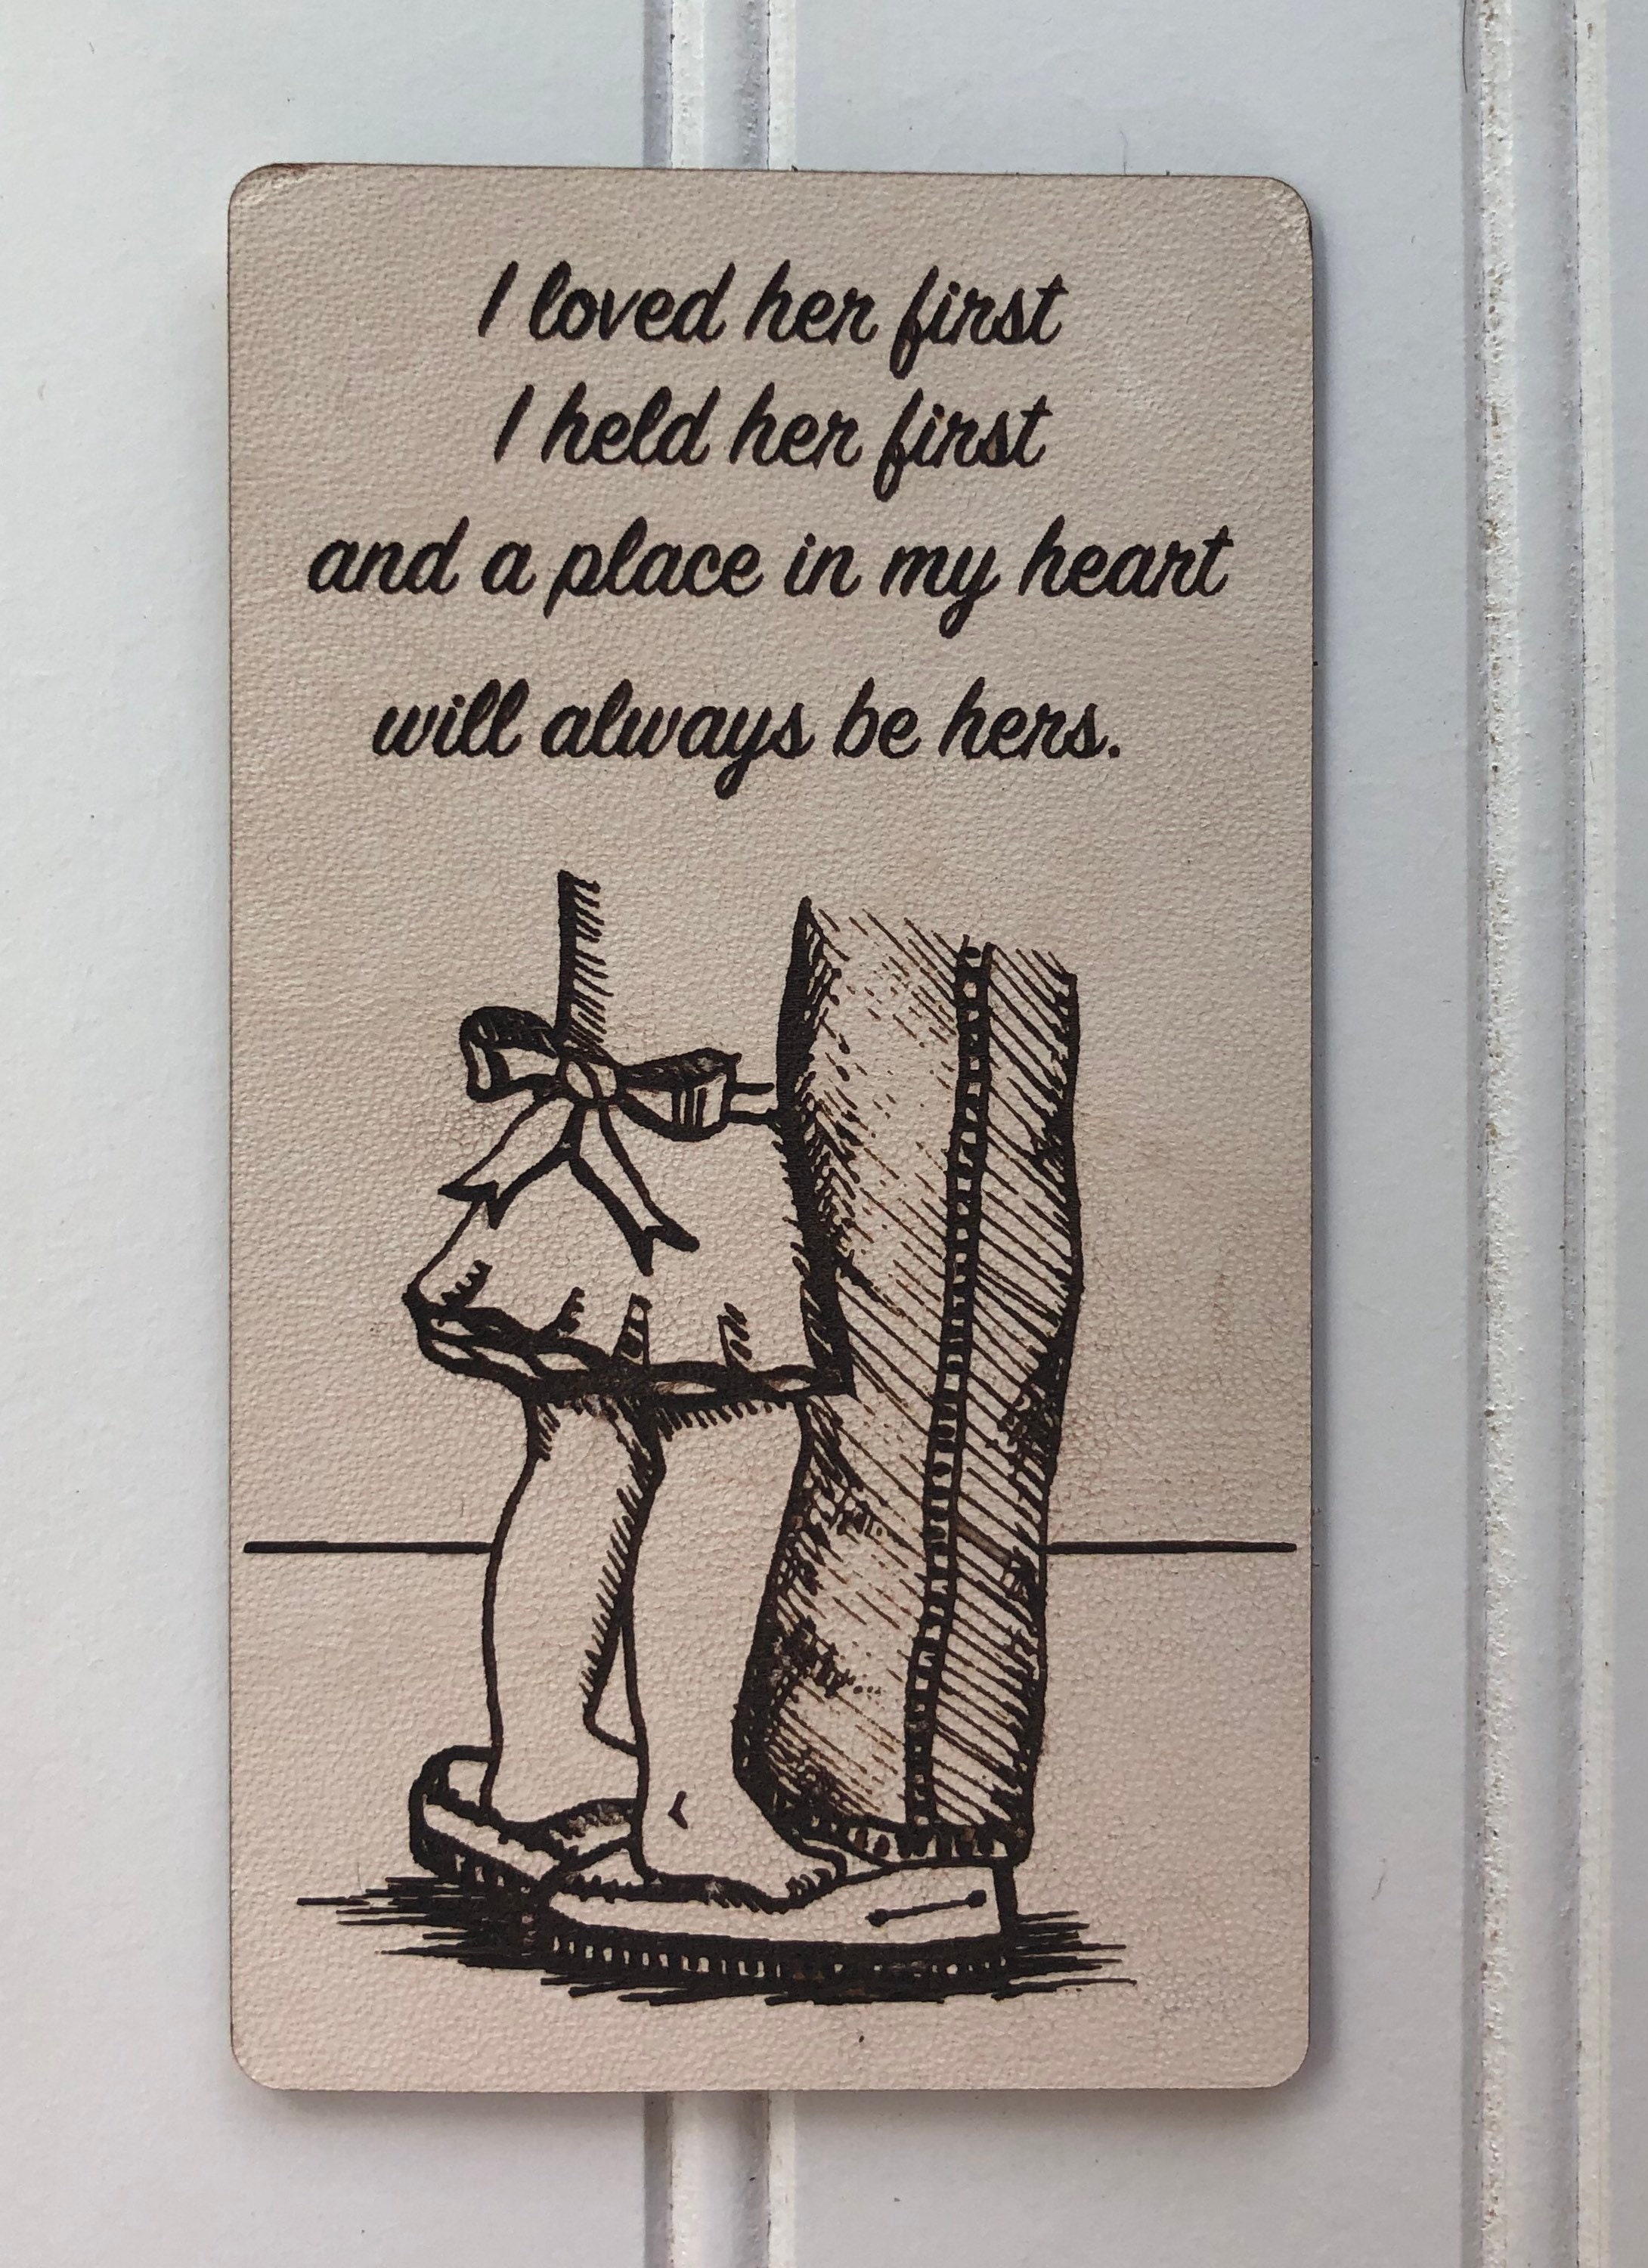 I loved her first
I held her first
and a place in my heart
will always be hers.